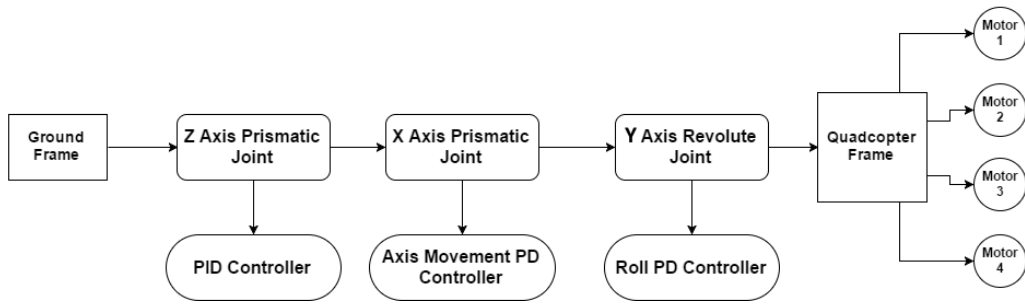 Ground
Frame
Z Axis Prismatic
Joint
X Axis Prismatic
Joint
Y Axis Revolute
Joint
Quadcopter
Frame
Motor
1
Motor
2
Motor
3
Motor
4
PID Controller
Axis Movement PD
Controller
Roll PD Controller